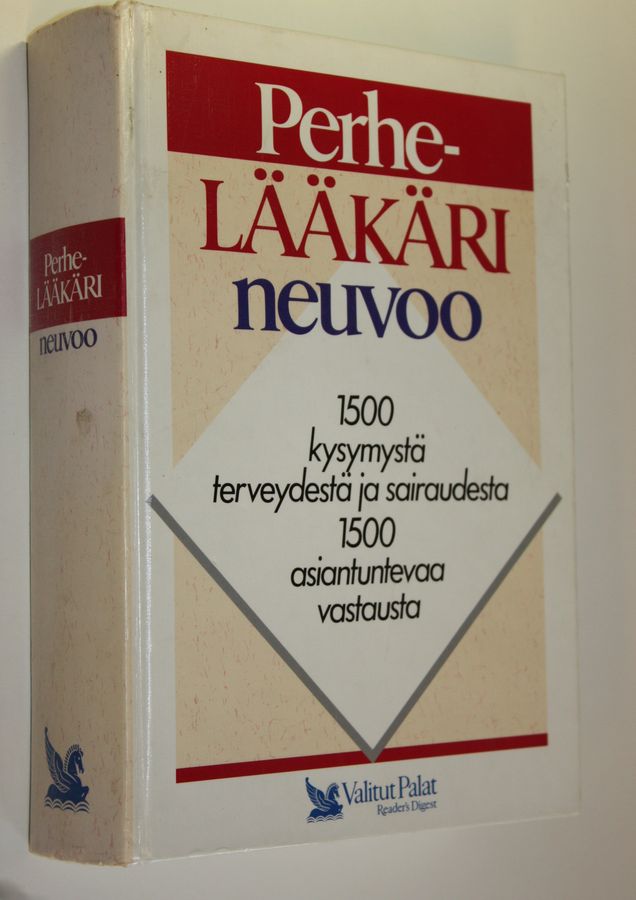 Perhe-
LÄÄKÄRI
neuvoo
Perhe-
LÄÄKÄRI
neuvoo
1500
kysymystä
terveydestä ja sairaudesta
1500
asiantuntevaa
vastausta
Valitut Palat
Reader's Digest